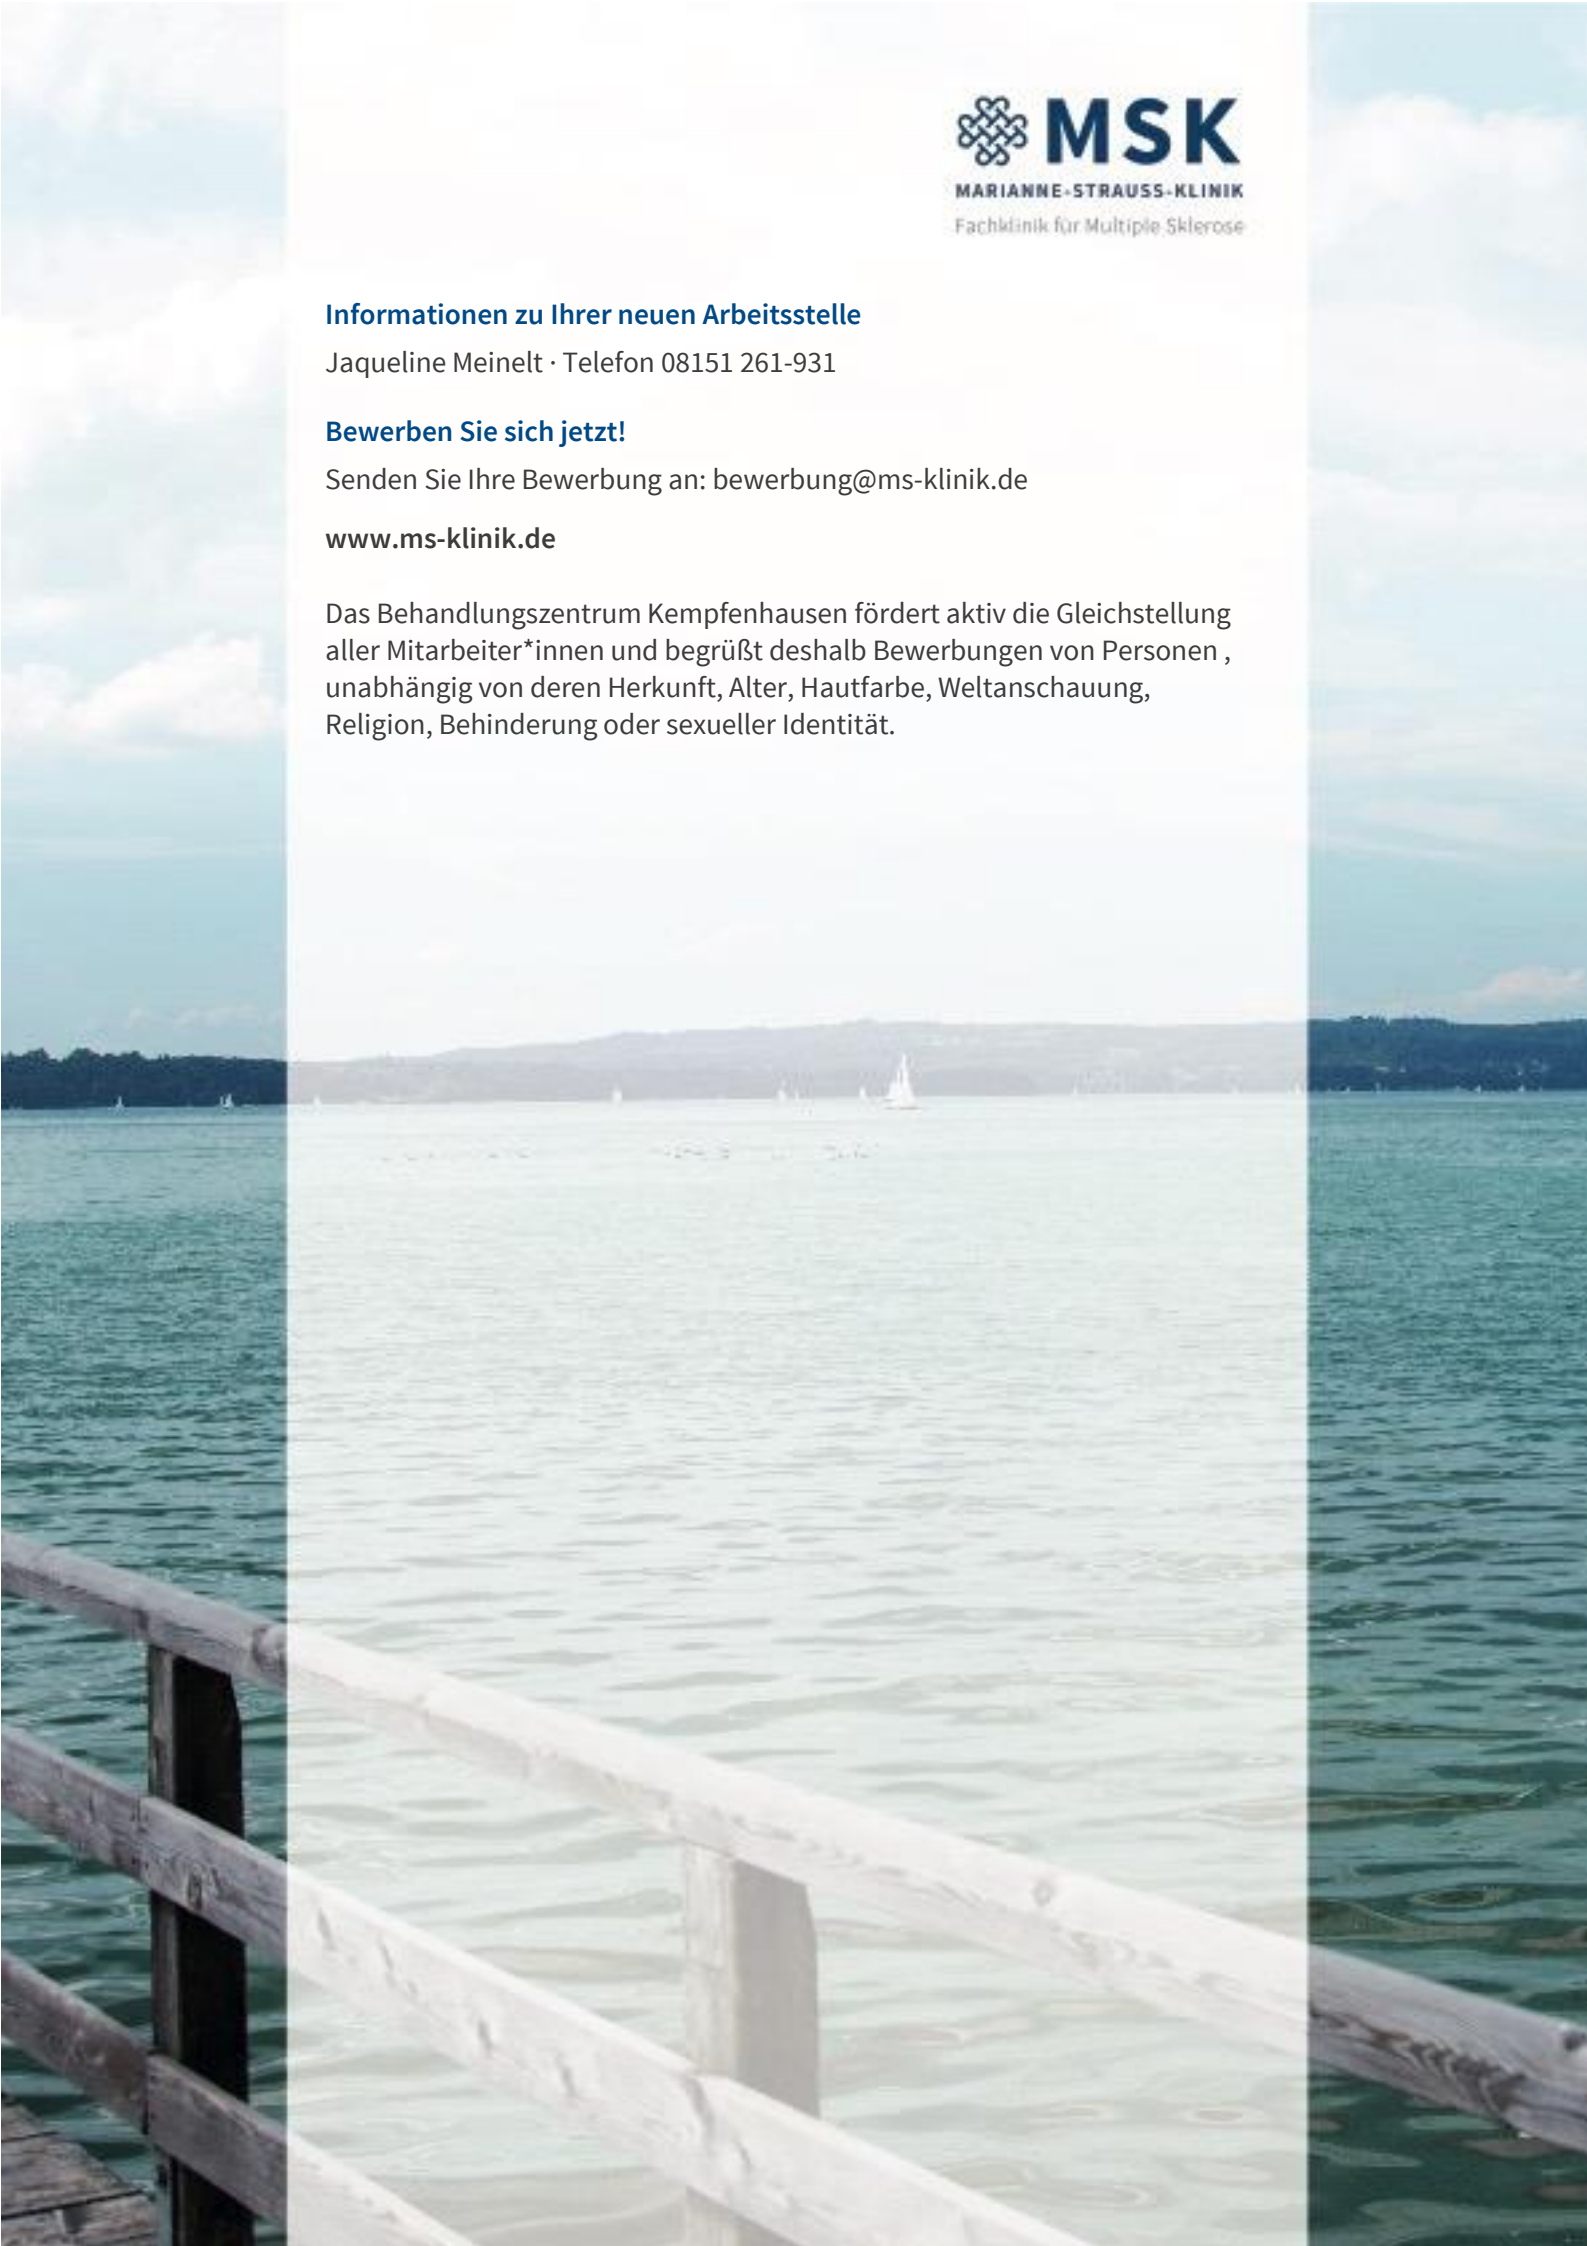 MSK
MARIANNE-STRAUSS-KLINIK
Fachklinik für Multiple Sklerose
Informationen zu Ihrer neuen Arbeitsstelle
Jaqueline Meinelt · Telefon 08151 261-931
Bewerben Sie sich jetzt!
Senden Sie Ihre Bewerbung an: bewerbung@ms-klinik.de
www.ms-klinik.de
Das Behandlungszentrum Kempfenhausen fördert aktiv die Gleichstellung
aller Mitarbeiter*innen und begrüßt deshalb Bewerbungen von Personen ,
unabhängig von deren Herkunft, Alter, Hautfarbe, Weltanschauung,
Religion, Behinderung oder sexueller Identität.